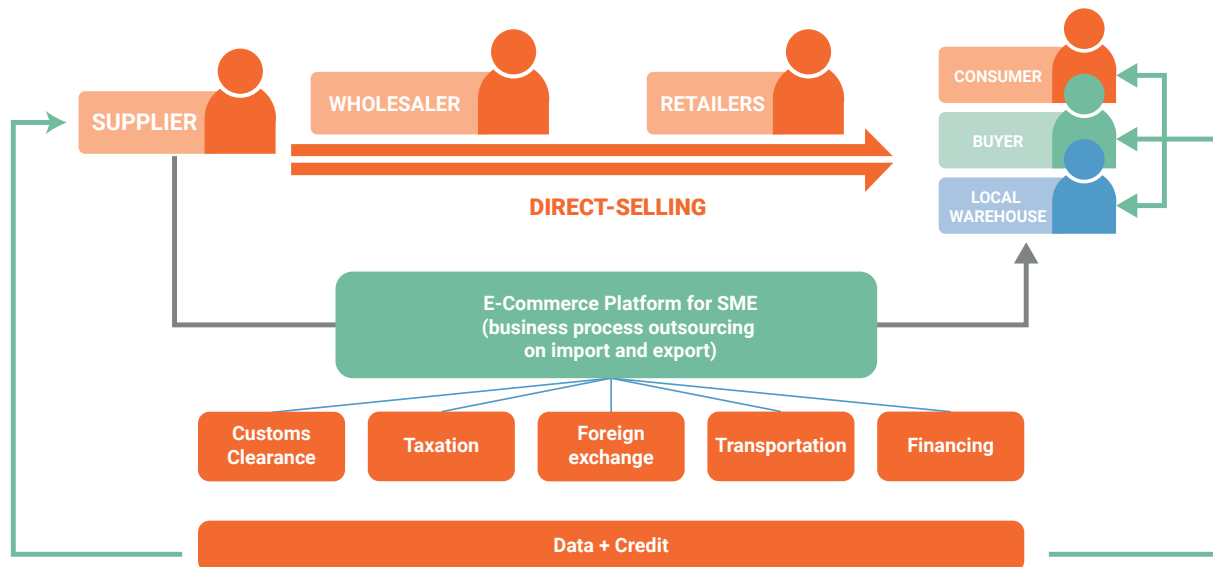 SUPPLIER
WHOLESALER
RETAILERS
CONSUMER
BUYER
LOCAL
WAREHOUSE
DIRECT-SELLING
E-Commerce Platform for SME
(business process outsourcing
on import and export)
Customs
Clearance
Taxation
Foreign
exchange
Transportation
Financing
Data + Credit